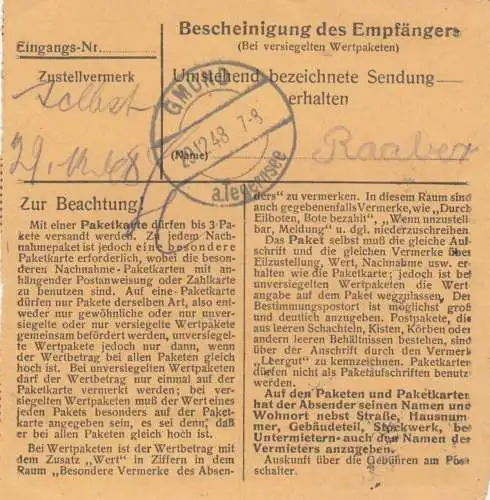 Eingangs-Nr.
Bescheinigung des Empfängers
(Bei versiegelten Wertpaketen)
Zustellvermerk
Umstehend bezeichnete Sendung
erhalten
Selbst
GMUND
29.12.48 7-8
a.Tegernsee
(Name)
Raaber
Zur Beachtung!
Mit einer Paketkarte dürfen bis 3 Pa-
kete versandt werden. Zu jedem Nach-
nahmepaket ist jedoch eine besondere
Paketkarte erforderlich, wobei die beson-
deren Nachnahme-Paketkarten mit an-
hängender Postanweisung oder Zahlkarte
zu benutzen sind. Auf eine Paketkarte
dürfen nur Pakete derselben Art, also ent-
weder nur gewöhnliche oder nur unver-
siegelte oder nur versiegelte Wertpakete
gemeinsam befördert werden, unversiegel-
te Wertpakete jedoch nur dann, wenn
der Wertbetrag bei allen Paketen gleich
hoch ist. Bei unversiegelten Wertpaketen
darf der Wertbetrag nur einmal auf der
Paketkarte vermerk werden; bei ver-
siegelten Wertpaketen muß der Wert eines
jeden Pakets besonders auf der Paket-
karte angegeben sein, es sei denn, daß
er bei allen Paketen gleich hoch ist.
Bei Wertpaketen ist der Wertbetrag mit
dem Zusatz „Wert" in Ziffern in dem
Raum „Besondere Vermerke des Absen-
ders" zu vermerken. In diesem Raum sind
auch gegebenenfalls Vermerke, wie „Durch
Eilboten, Bote bezahlt", „Wenn unzustell-
bar, Meldung" u. dgl. niederzuschreiben.
Das Paket selbst muß die gleiche Auf-
schrift und die gleichen Vermerke über
Eilzustellung, Wert, Nachnahme usw. er-
halten wie die Paketkarte; jedoch ist bei
unversiegelten Wertpaketen die Wert-
angabe auf dem Paket wegzulassen. Der
Bestimmungspostort ist möglichst groß
und deutlich anzugeben. Postpakete, die
aus leeren Schachteln, Kisten, Körben oder
andern leeren Behältnissen bestehen, sind
über der Anschrift durch den Vermerk
„Leergut" zu kennzeichnen. Paketkarten
dürfen nicht als Paketaufschriften benutzt
werden.
Auf den Paketen und Paketkarten
hat der Absender seinen Namen und
Wohnort nebst Straße, Hausnum-
mer, Gebäudeteil, Stockwerk, bei
Untermietern auch den Namen des
Vermieters anzugeben.
Auskunft über die Gebühren am Post-
schalter.